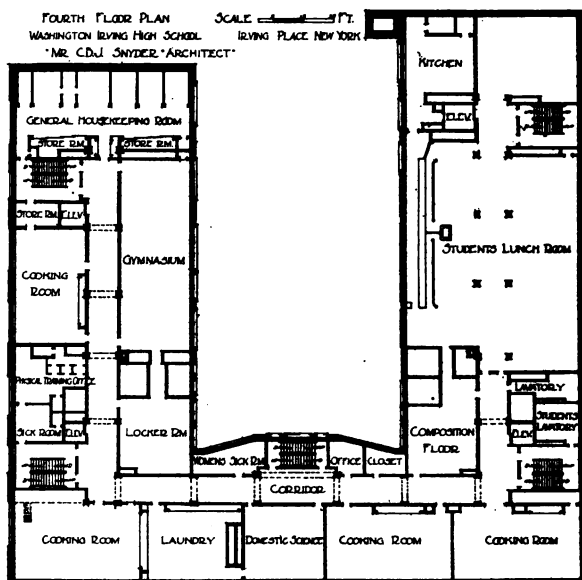 FOURTH FLOOR PLAN SCALE FT.
WASHINGTON IRVING HIGH SCHOOL IRVING PLACE NEW YORK
"MR C.B.J. SNYDER "ARCHITECT"
KITCHEN
GENERAL HOUSEKEEPING ROOM
ELEV.
STORE RM.
STORE RM.
STORE RM.
ELEV.
GYMNASIUM
STUDENTS LUNCH ROOM
COOKING
ROOM
PHYSICAL TRAINING OFFICE
LAVATORY
STUDENTS
LAVATORY
SICK ROOM
ELEV.
LOCKER RM
COMPOSITION
FLOOR
ELEV.
WOMENS SICK RM.
OFFICE
CLOSET
CORRIDOR
COOKING ROOM
LAUNDRY
DOMESTIC SCIENCE
COOKING ROOM
COOKING ROOM